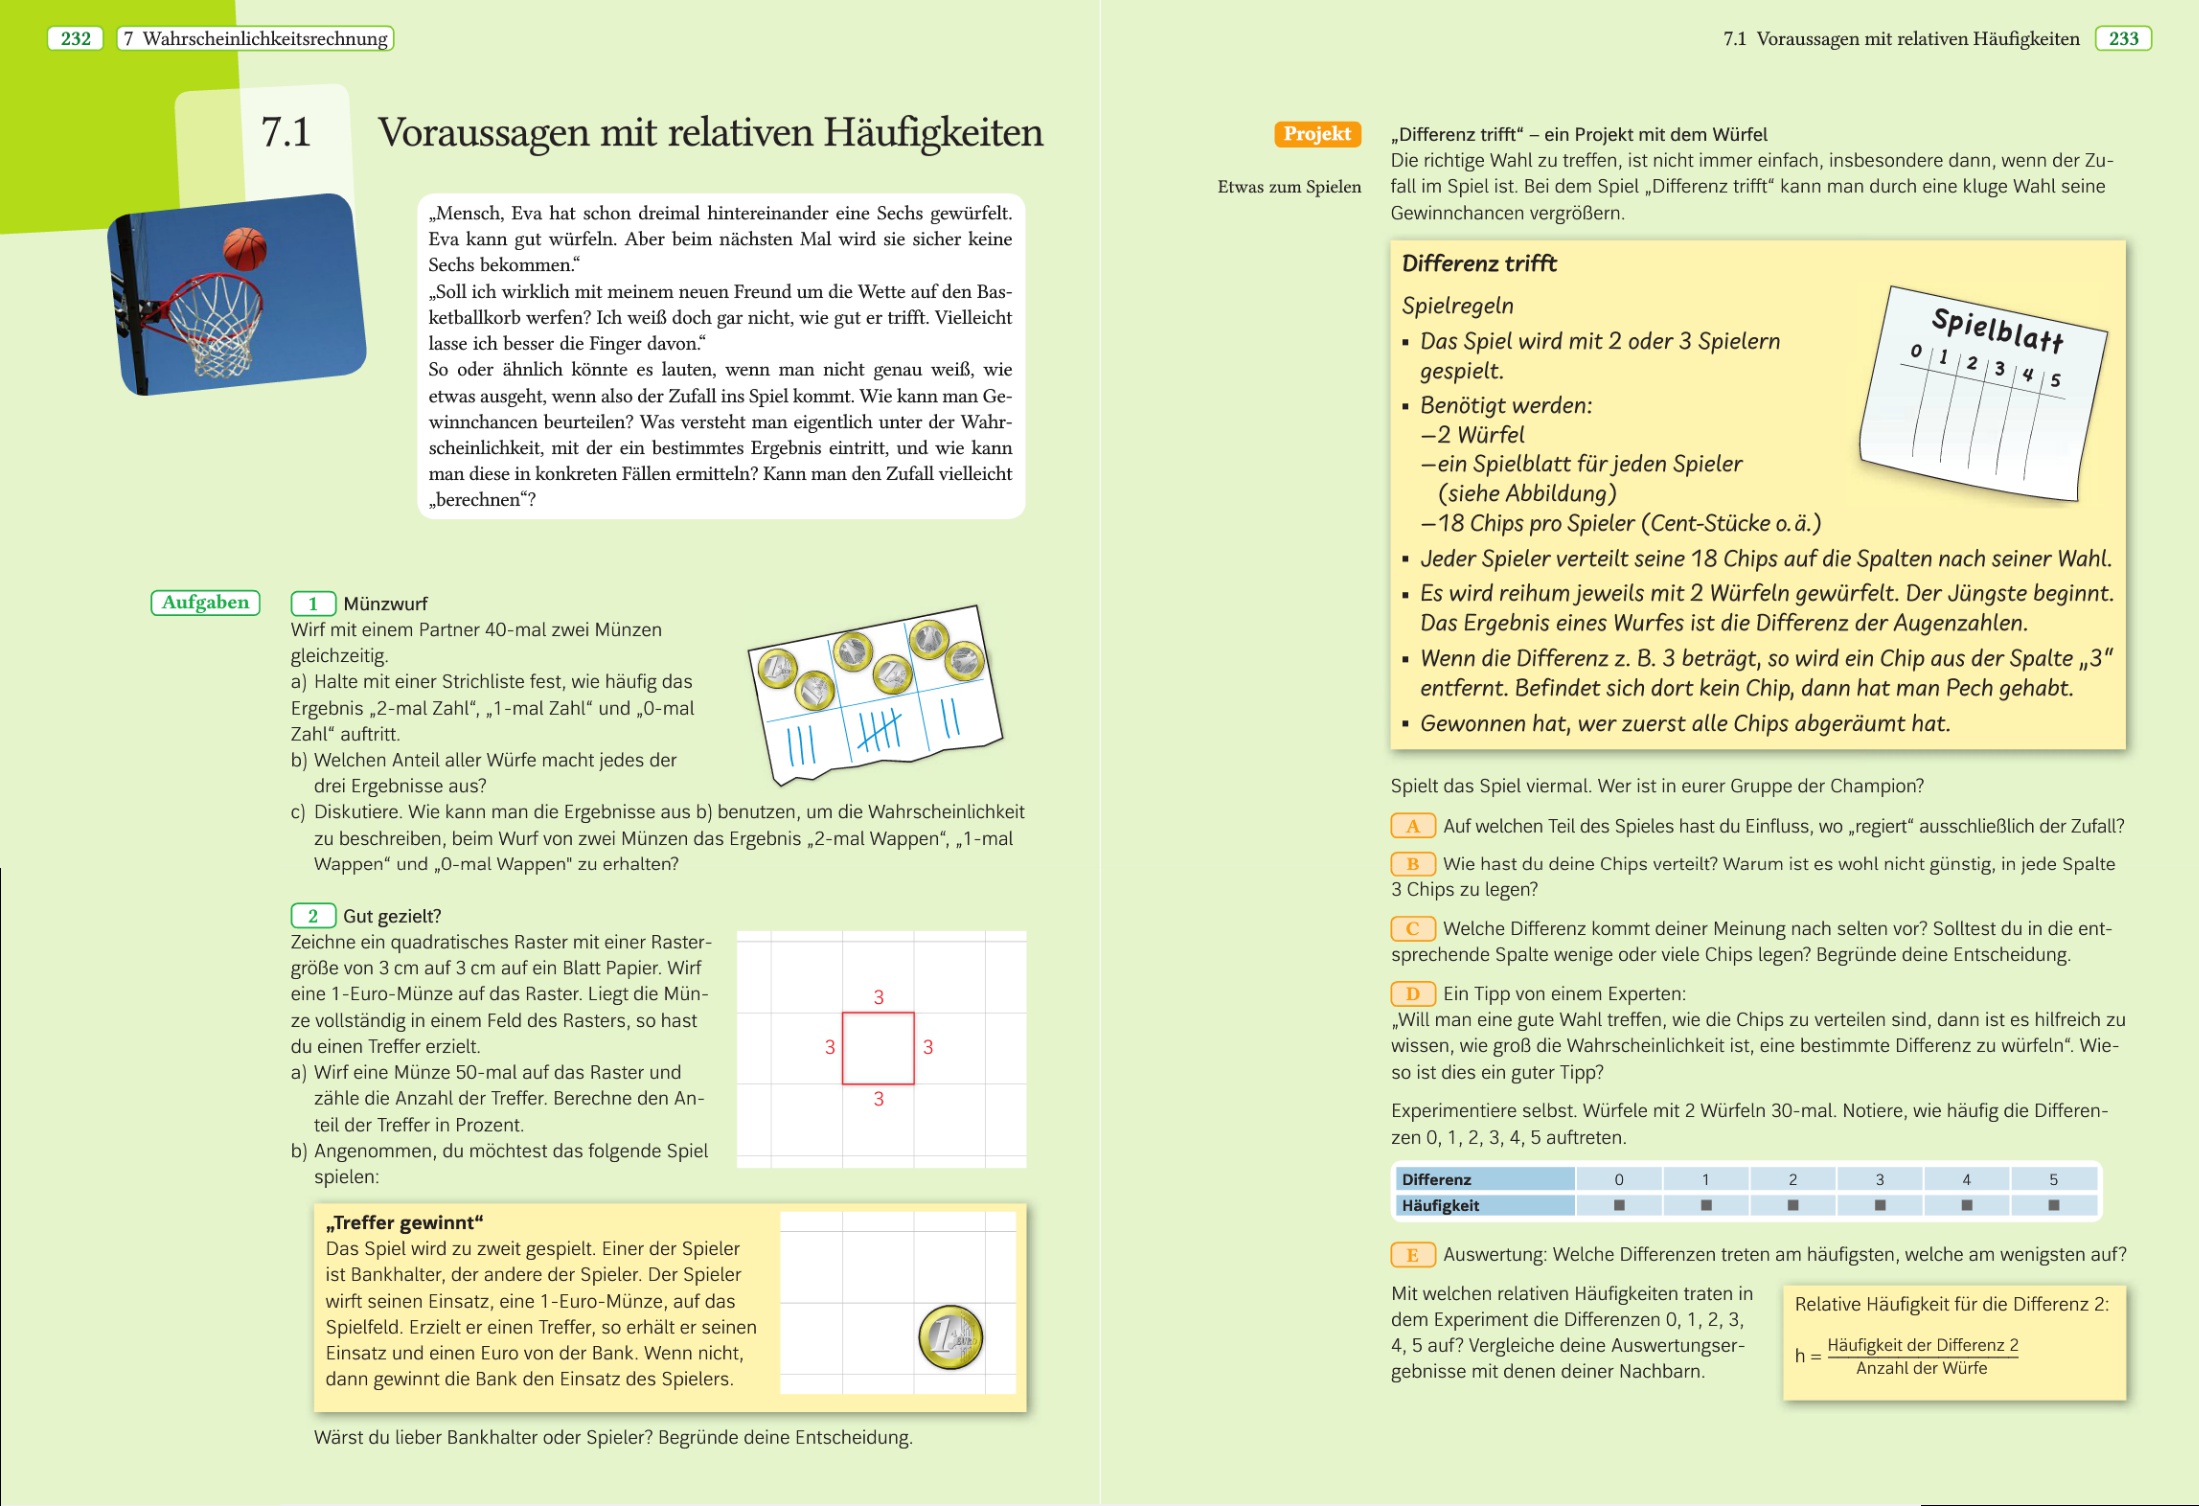 232
7 Wahrscheinlichkeitsrechnung
7.1 Voraussagen mit relativen Häufigkeiten
„Mensch, Eva hat schon dreimal hintereinander eine Sechs gewürfelt.
Eva kann gut würfeln. Aber beim nächsten Mal wird sie sicher keine
Sechs bekommen.“
„Soll ich wirklich mit meinem neuen Freund um die Wette auf den Bas-
ketballkorb werfen? Ich weiß doch gar nicht, wie gut er trifft. Vielleicht
lasse ich besser die Finger davon.“
So oder ähnlich könnte es lauten, wenn man nicht genau weiß, wie
etwas ausgeht, wenn also der Zufall ins Spiel kommt. Wie kann man Ge-
winnchancen beurteilen? Was versteht man eigentlich unter der Wahr-
scheinlichkeit, mit der ein bestimmtes Ergebnis eintritt, und wie kann
man diese in konkreten Fällen ermitteln? Kann man den Zufall vielleicht
„berechnen“?
Aufgaben
1 Münzwurf
Wirf mit einem Partner 40-mal zwei Münzen
gleichzeitig.
a) Halte mit einer Strichliste fest, wie häufig das
Ergebnis „2-mal Zahl“, „1-mal Zahl“ und „0-mal
Zahl“ auftritt.
b) Welchen Anteil aller Würfe macht jedes der
drei Ergebnisse aus?
c) Diskutiere. Wie kann man die Ergebnisse aus b) benutzen, um die Wahrscheinlichkeit
zu beschreiben, beim Wurf von zwei Münzen das Ergebnis „2-mal Wappen“, „1-mal
Wappen“ und „0-mal Wappen" zu erhalten?
2 Gut gezielt?
Zeichne ein quadratisches Raster mit einer Raster-
größe von 3 cm auf 3 cm auf ein Blatt Papier. Wirf
eine 1-Euro-Münze auf das Raster. Liegt die Mün-
ze vollständig in einem Feld des Rasters, so hast
du einen Treffer erzielt.
a) Wirf eine Münze 50-mal auf das Raster und
zähle die Anzahl der Treffer. Berechne den An-
teil der Treffer in Prozent.
b) Angenommen, du möchtest das folgende Spiel
spielen:
3
3 3
3
„Treffer gewinnt“
Das Spiel wird zu zweit gespielt. Einer der Spieler
ist Bankhalter, der andere der Spieler. Der Spieler
wirft seinen Einsatz, eine 1-Euro-Münze, auf das
Spielfeld. Erzielt er einen Treffer, so erhält er seinen
Einsatz und einen Euro von der Bank. Wenn nicht,
dann gewinnt die Bank den Einsatz des Spielers.
Wärst du lieber Bankhalter oder Spieler? Begründe deine Entscheidung.
7.1 Voraussagen mit relativen Häufigkeiten
233
Projekt
Etwas zum Spielen
„Differenz trifft“ – ein Projekt mit dem Würfel
Die richtige Wahl zu treffen, ist nicht immer einfach, insbesondere dann, wenn der Zu-
fall im Spiel ist. Bei dem Spiel „Differenz trifft“ kann man durch eine kluge Wahl seine
Gewinnchancen vergrößern.
Differenz trifft
Spielregeln
▪ Das Spiel wird mit 2 oder 3 Spielern
gespielt.
▪ Benötigt werden:
–2 Würfel
–ein Spielblatt für jeden Spieler
(siehe Abbildung)
–18 Chips pro Spieler (Cent-Stücke o. ä.)
▪ Jeder Spieler verteilt seine 18 Chips auf die Spalten nach seiner Wahl.
▪ Es wird reihum jeweils mit 2 Würfeln gewürfelt. Der Jüngste beginnt.
Das Ergebnis eines Wurfes ist die Differenz der Augenzahlen.
▪ Wenn die Differenz z. B. 3 beträgt, so wird ein Chip aus der Spalte „3“
entfernt. Befindet sich dort kein Chip, dann hat man Pech gehabt.
▪ Gewonnen hat, wer zuerst alle Chips abgeräumt hat.
Spielblatt
0 1 2 3 4 5
Spielt das Spiel viermal. Wer ist in eurer Gruppe der Champion?
A Auf welchen Teil des Spieles hast du Einfluss, wo „regiert“ ausschließlich der Zufall?
B Wie hast du deine Chips verteilt? Warum ist es wohl nicht günstig, in jede Spalte
3 Chips zu legen?
C Welche Differenz kommt deiner Meinung nach selten vor? Solltest du in die ent-
sprechende Spalte wenige oder viele Chips legen? Begründe deine Entscheidung.
D Ein Tipp von einem Experten:
„Will man eine gute Wahl treffen, wie die Chips zu verteilen sind, dann ist es hilfreich zu
wissen, wie groß die Wahrscheinlichkeit ist, eine bestimmte Differenz zu würfeln“. Wie-
so ist dies ein guter Tipp?
Experimentiere selbst. Würfele mit 2 Würfeln 30-mal. Notiere, wie häufig die Differen-
zen 0, 1, 2, 3, 4, 5 auftreten.
Differenz 0 1 2 3 4 5
Häufigkeit ■ ■ ■ ■ ■ ■
E Auswertung: Welche Differenzen treten am häufigsten, welche am wenigsten auf?
Mit welchen relativen Häufigkeiten traten in
dem Experiment die Differenzen 0, 1, 2, 3,
4, 5 auf? Vergleiche deine Auswertungser-
gebnisse mit denen deiner Nachbarn.
Relative Häufigkeit für die Differenz 2:
h = Häufigkeit der Differenz 2
Anzahl der Würfe